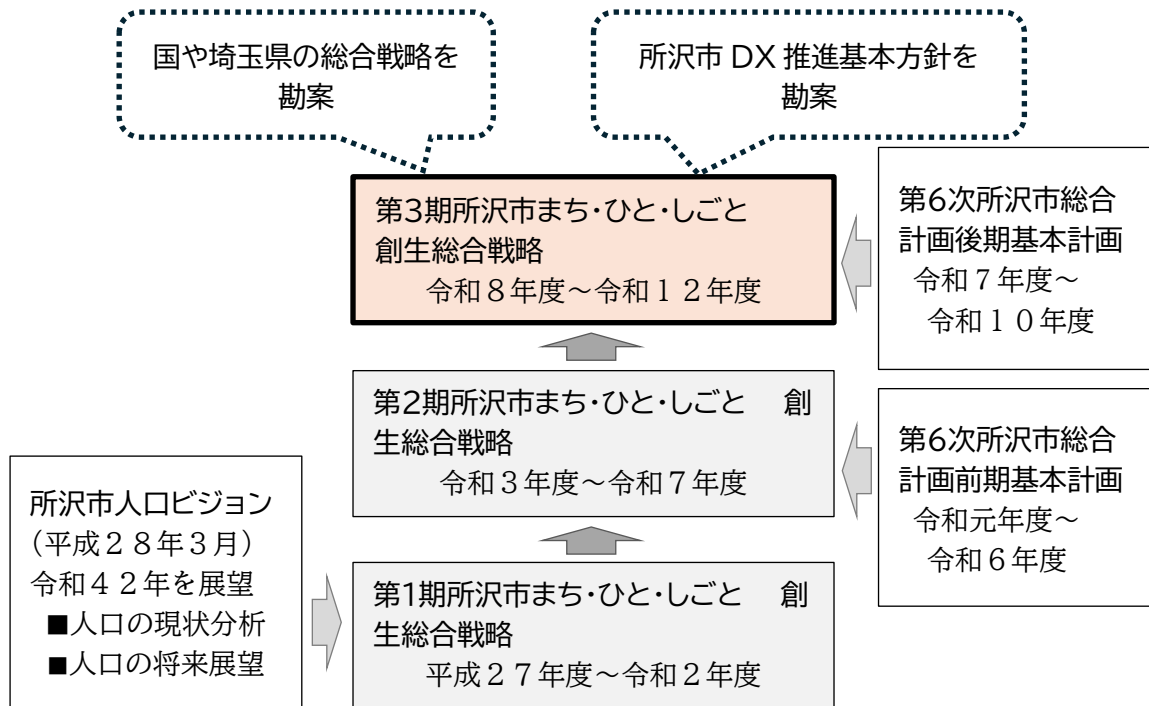 国や埼玉県の総合戦略を
勘案
所沢市 DX 推進基本方針を
勘案
第3期所沢市まち・ひと・しごと
創生総合戦略
令和８年度～令和１２年度
第6次所沢市総合
計画後期基本計画
令和７年度～
令和１０年度
第2期所沢市まち・ひと・しごと　創
生総合戦略
令和３年度～令和７年度
第6次所沢市総合
計画前期基本計画
令和元年度～
令和６年度
所沢市人口ビジョン
（平成２８年３月）
令和４２年を展望
■人口の現状分析
■人口の将来展望
第1期所沢市まち・ひと・しごと　創
生総合戦略
平成２７年度～令和２年度